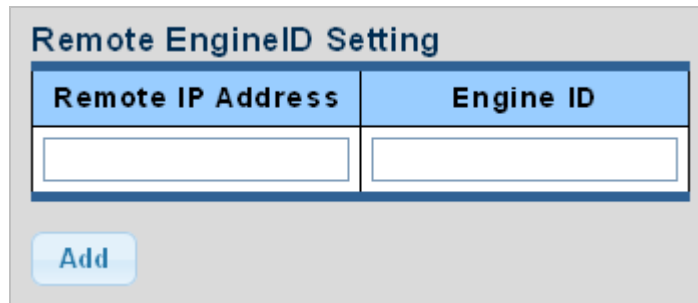 Remote EngineID Setting
Remote IP Address Engine ID
Add